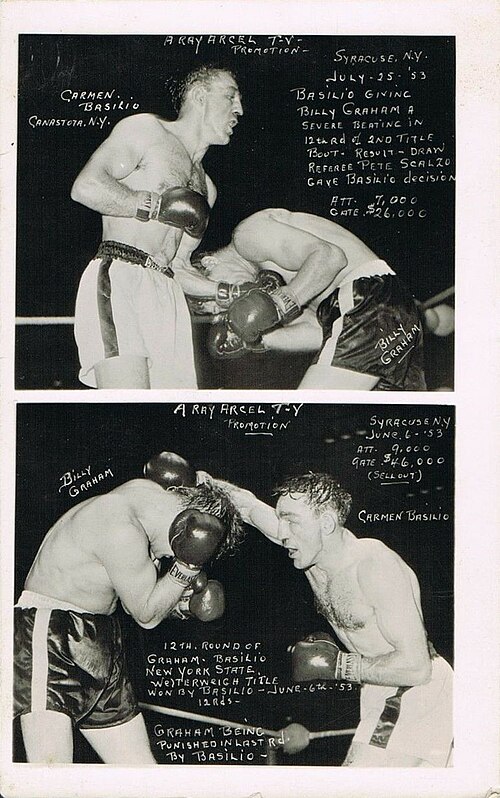 A RAY ARCEL T-V-
PROMOTION-
SYRACUSE, N.Y.
JULY-25-'53
CARMEN.
BASILIO
CANASTOTA, N.Y.
BASILIO GIVING
BILLY GRAHAM A
SEVERE BEATING IN
12th RD of 2ND TITLE
BOUT- RESULT- DRAW
REFEREE PETE SCALZO
GAVE BASILIO decision
ATT. 7,000
GATE. $26,000
BILLY
GRAHAM
A RAY ARCEL T-V
PROMOTION
SYRACUSE N.Y
JUNE, 6-'53
ATT. 9,000
GATE $46,000
(SELLOUT)
BILLY
GRAHAM
CARMEN BASILIO
EVERLAST
12TH. ROUND OF
GRAHAM- BASILIO
NEW YORK STATE
WeLTERWEIGH TITLE
WON BY BASILIO-JUNE-6th-'53
12RdS-
GRAHAM BEING
PUNISHED IN LAST Rd.
BY BASILIO-